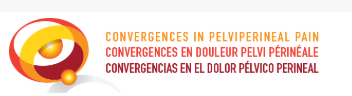 CONVERGENCES IN PELVIPERINEAL PAIN
CONVERGENCES EN DOULEUR PELVI PÉRINÉALE
CONVERGENCIAS EN EL DOLOR PÉLVICO PERINEAL